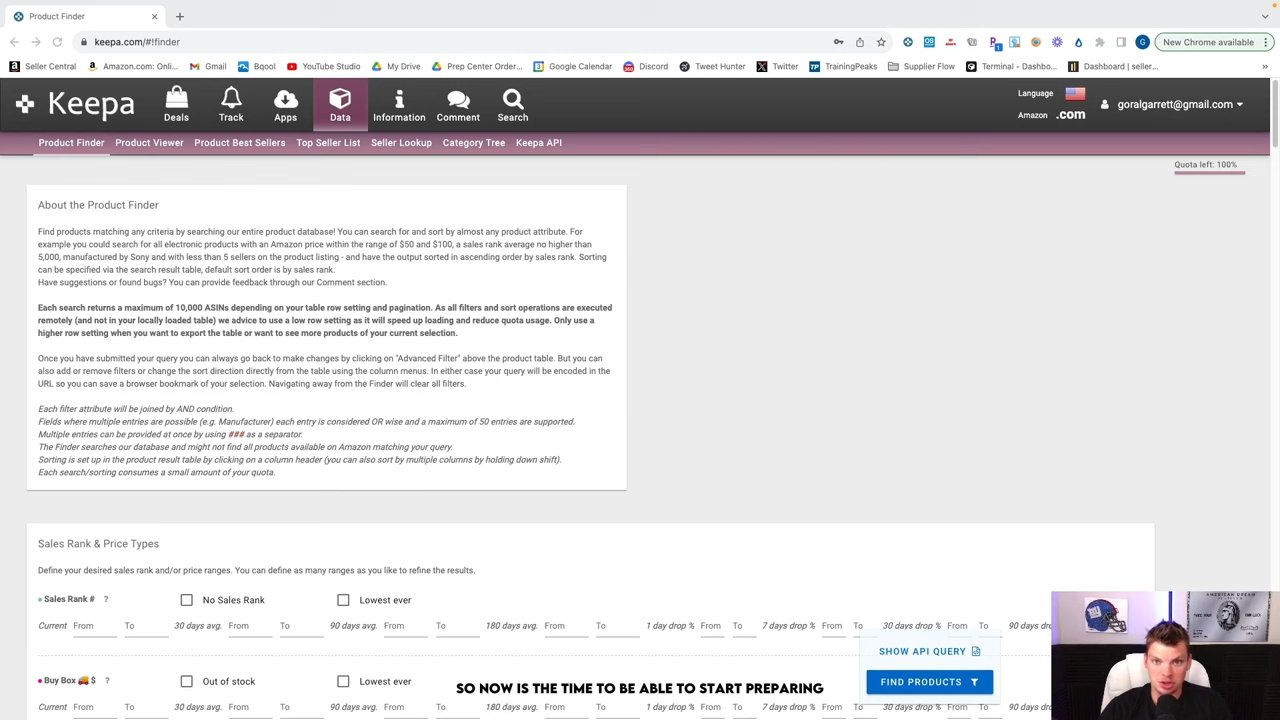 Product Finder
keepa.com/#!finder
New Chrome available
Seller Central
Amazon.com: Onli...
Gmail
Bqool
YouTube Studio
My Drive
Prep Center Order...
Google Calendar
Discord
Tweet Hunter
Twitter
TrainingPeaks
Supplier Flow
Terminal - Dashbo...
Dashboard | seller...
Keepa
Deals
Track
Apps
Data
Information
Comment
Search
Language
Amazon .com
goralgarrett@gmail.com
Product Finder
Product Viewer
Product Best Sellers
Top Seller List
Seller Lookup
Category Tree
Keepa API
Quota left: 100%
About the Product Finder
Find products matching any criteria by searching our entire product database! You can search for and sort by almost any product attribute. For
example you could search for all electronic products with an Amazon price within the range of $50 and $100, a sales rank average no higher than
5,000, manufactured by Sony and with less than 5 sellers on the product listing - and have the output sorted in ascending order by sales rank. Sorting
can be specified via the search result table, default sort order is by sales rank.
Have suggestions or found bugs? You can provide feedback through our Comment section.
Each search returns a maximum of 10,000 ASINs depending on your table row setting and pagination. As all filters and sort operations are executed
remotely (and not in your locally loaded table) we advice to use a low row setting as it will speed up loading and reduce quota usage. Only use a
higher row setting when you want to export the table or want to see more products of your current selection.
Once you have submitted your query you can always go back to make changes by clicking on "Advanced Filter" above the product table. But you can
also add or remove filters or change the sort direction directly from the table using the column menus. In either case your query will be encoded in the
URL so you can save a browser bookmark of your selection. Navigating away from the Finder will clear all filters.
Each filter attribute will be joined by AND condition.
Fields where multiple entries are possible (e.g. Manufacturer) each entry is considered OR wise and a maximum of 50 entries are supported.
Multiple entries can be provided at once by using ### as a separator.
The Finder searches our database and might not find all products available on Amazon matching your query.
Sorting is set up in the product result table by clicking on a column header (you can also sort by multiple columns by holding down shift).
Each search/sorting consumes a small amount of your quota.
Sales Rank & Price Types
Define your desired sales rank and/or price ranges. You can define as many ranges as you like to refine the results.
Sales Rank # ? No Sales Rank Lowest ever
Current From To 30 days avg. From To 90 days avg. From To 180 days avg. From To 1 day drop % From To 7 days drop % From To 30 days drop % From To 90 days drop
SHOW API QUERY
FIND PRODUCTS
Buy Box $ ? Out of stock Lowest ever
Current From To 30 days avg. From To 90 days avg. From To 180 days avg. From To 1 day drop % From To 7 days drop % From To 30 days drop % From To 90 days
SO NOW IS THE TIME TO BE ABLE TO START PREPARING